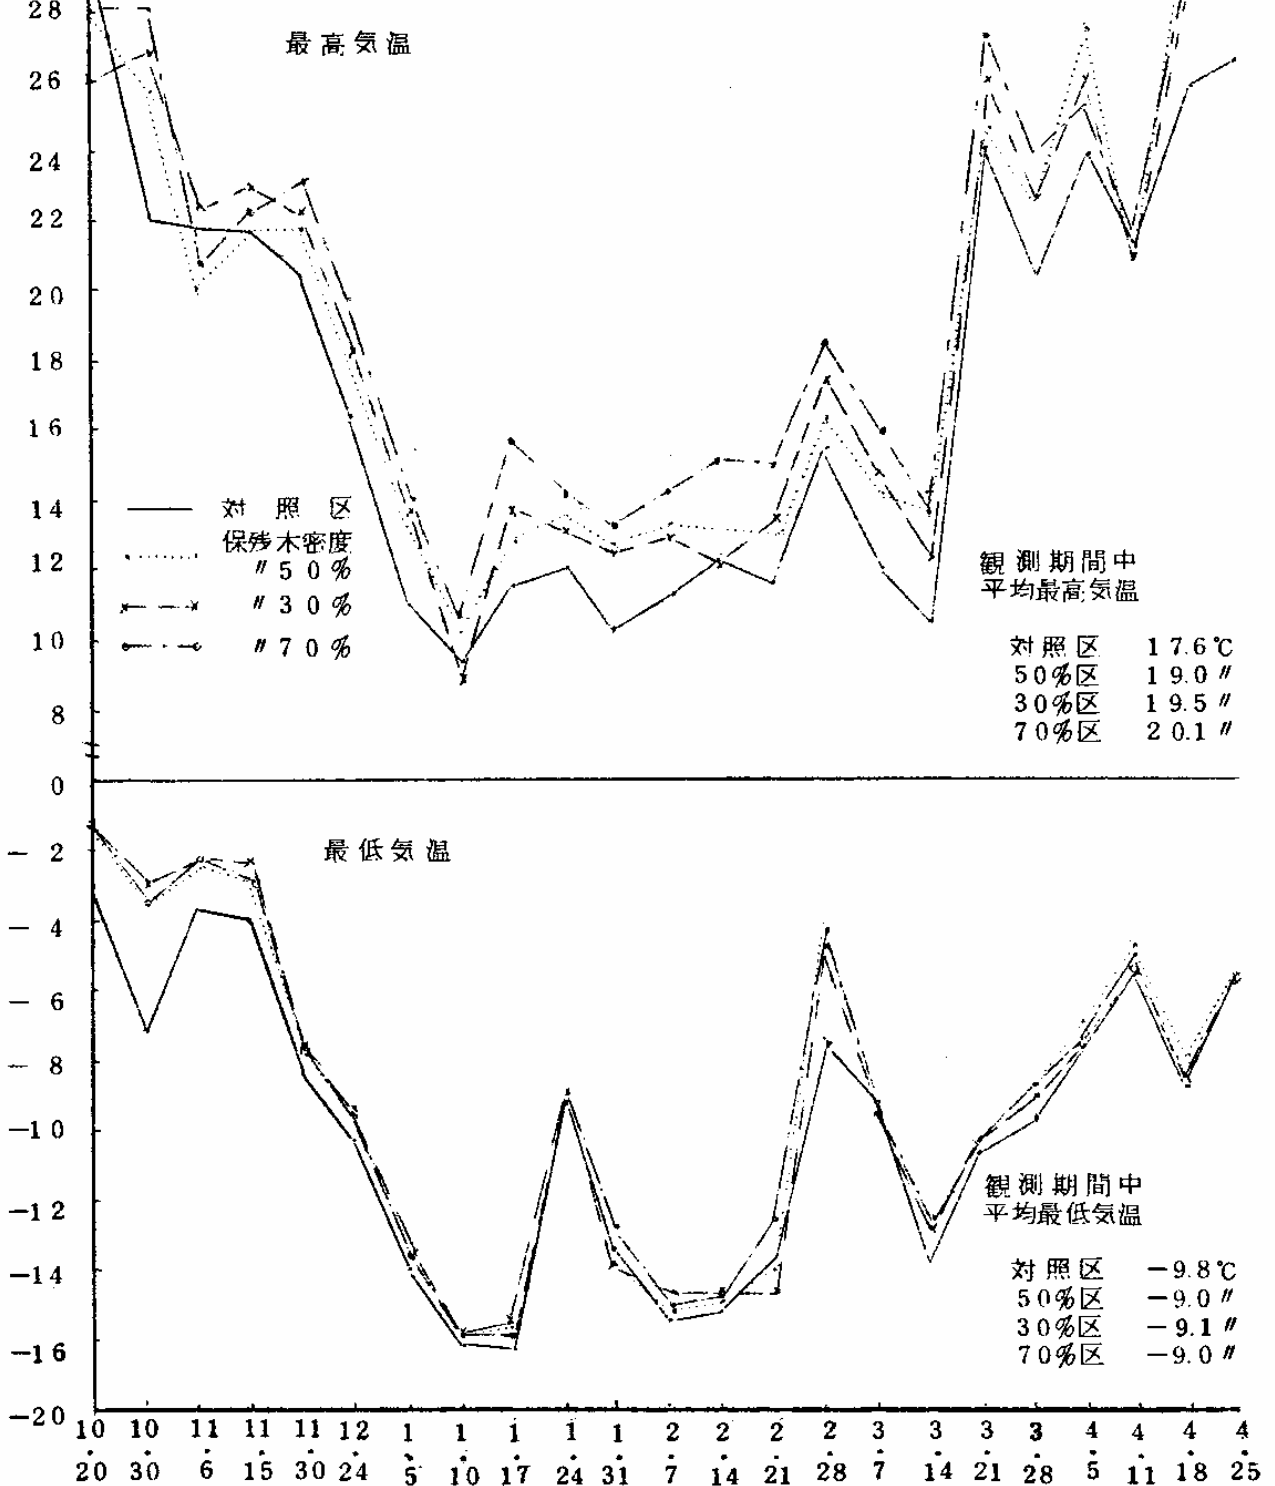 最高気温
28
26
24
22
20
18
16
14
12
10
8
対照区
保残木密度
〃50%
〃30%
〃70%
観測期間中
平均最高気温
対照区 17.6℃
50%区 19.0〃
30%区 19.5〃
70%区 20.1〃
0
最低気温
-2
-4
-6
-8
-10
-12
-14
-16
-20
観測期間中
平均最低気温
対照区 -9.8℃
50%区 -9.0〃
30%区 -9.1〃
70%区 -9.0〃
10 10 11 11 11 12 1 1 1 1 1 2 2 2 2 3 3 3 3 4 4 4 4
・ ・ ・ ・ ・ ・ ・ ・ ・ ・ ・ ・ ・ ・ ・ ・ ・ ・ ・ ・ ・ ・ ・
20 30 6 15 30 24 5 10 17 24 31 7 14 21 28 7 14 21 28 5 11 18 25